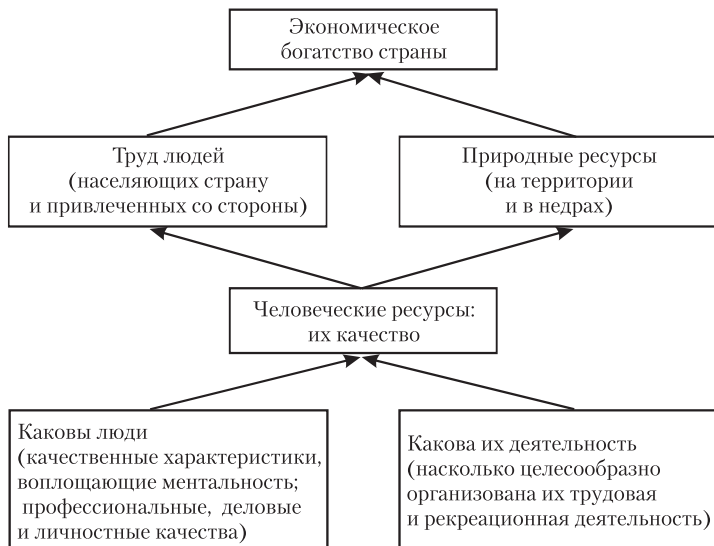 Экономическое
богатство страны
Труд людей
(населяющих страну
и привлеченных со стороны)
Природные ресурсы
(на территории
и в недрах)
Человеческие ресурсы:
их качество
Каковы люди
(качественные характеристики,
воплощающие ментальность;
профессиональные, деловые
и личностные качества)
Какова их деятельность
(насколько целесообразно
организована их трудовая
и рекреационная деятельность)